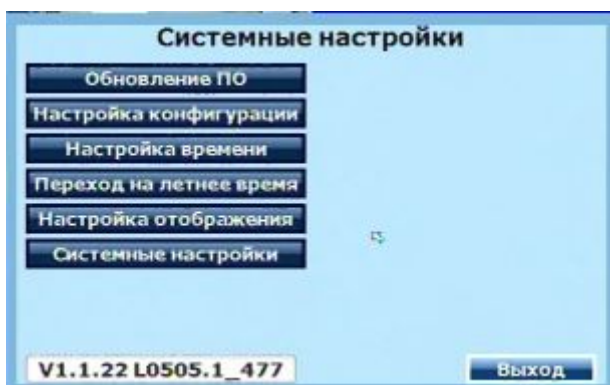 Системные настройки
Обновление ПО
Настройка конфигурации
Настройка времени
Переход на летнее время
Настройка отображения
Системные настройки
V1.1.22 L0505.1_477
Выход